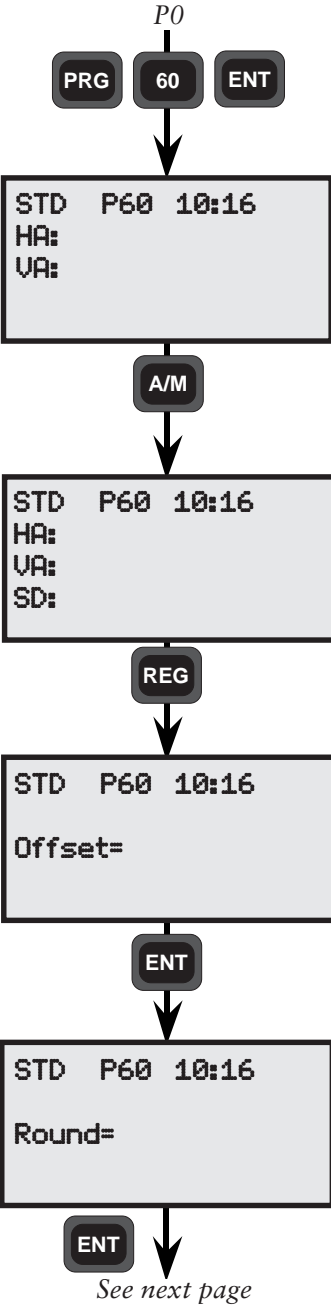 P0
PRG 60 ENT
STD P60 10:16
HA:
VA:
A/M
STD P60 10:16
HA:
VA:
SD:
REG
STD P60 10:16
Offset=
ENT
STD P60 10:16
Round=
ENT
See next page